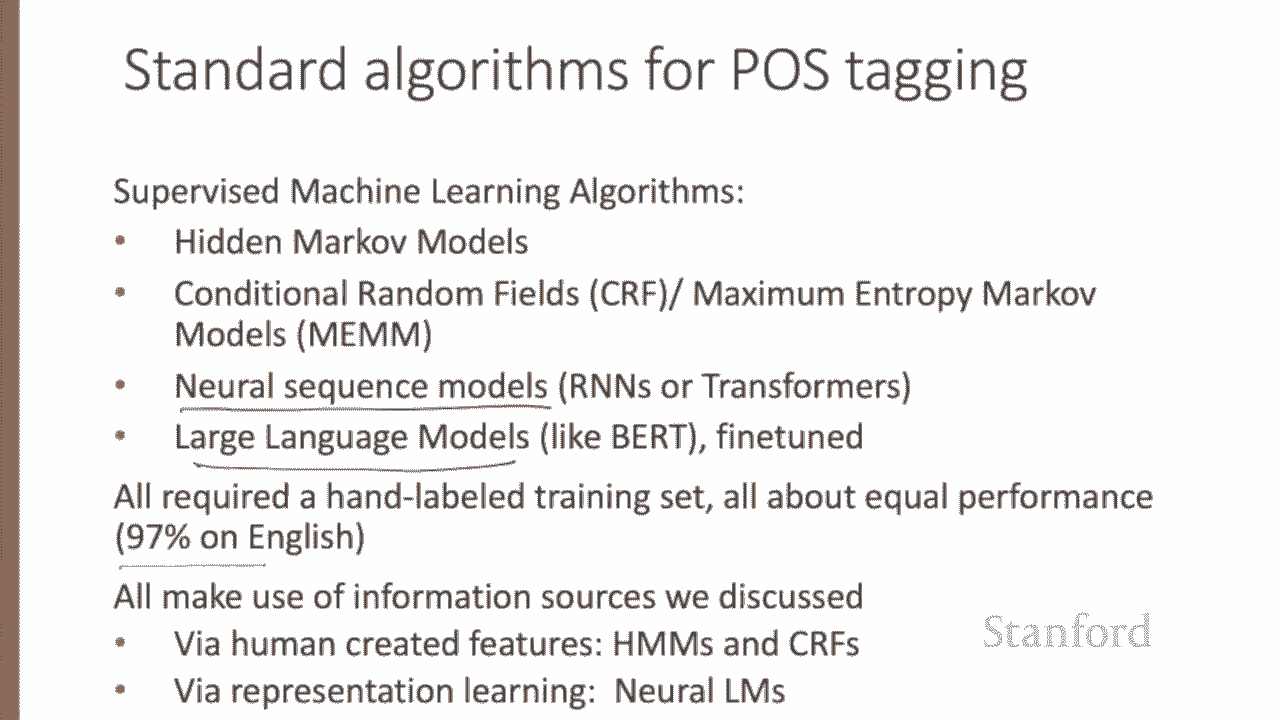 Standard algorithms for POS tagging
Supervised Machine Learning Algorithms:
• Hidden Markov Models
• Conditional Random Fields (CRF)/ Maximum Entropy Markov
Models (MEMM)
• Neural sequence models (RNNs or Transformers)
• Large Language Models (like BERT), finetuned
All required a hand-labeled training set, all about equal performance
(97% on English)
All make use of information sources we discussed
• Via human created features: HMMs and CRFs
• Via representation learning: Neural LMs
Stanford